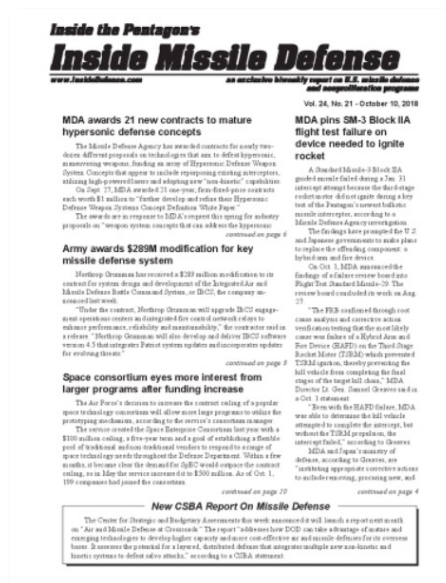 Inside the Pentagon's
Inside Missile Defense
www.InsideDefense.com
an exclusive biweekly report on U.S. missile defense
and nonproliferation programs
Vol. 24, No. 21 - October 10, 2018
MDA awards 21 new contracts to mature
hypersonic defense concepts
The Missile Defense Agency has awarded contracts for nearly two-
dozen different proposals on technologies that aim to defeat hypersonic,
maneuvering weapons, funding an array of Hypersonic Defense Weapon
System Concepts that appear to include repurposing existing interceptors,
utilizing high-powered lasers and adopting new "non-kinetic" capabilities.
On Sept. 27, MDA awarded 21 one-year, firm-fixed-price contracts
each worth $1 million to "further develop and refine their Hypersonic
Defense Weapon Systems Concept Definition White Paper."
The awards are in response to MDA's request this spring for industry
proposals on "weapon system concepts that can address the hypersonic
continued on page 6
Army awards $289M modification for key
missile defense system
Northrop Grumman has received a $289 million modification to its
contract for system design and development of the Integrated Air and
Missile Defense Battle Command System, or IBCS, the company an-
nounced last week.
"Under the contract, Northrop Grumman will upgrade IBCS engage-
ment operations centers and integrated fire control network relays to
enhance performance, reliability and maintainability," the contractor said in
a release. "Northrop Grumman will also develop and deliver IBCS software
version 4.5 that integrates Patriot system updates and incorporates updates
for evolving threats."
continued on page 8
Space consortium eyes more interest from
larger programs after funding increase
The Air Force's decision to increase the contract ceiling of a popular
space technology consortium will allow more large programs to utilize the
prototyping mechanism, according to the service's consortium manager.
The service created the Space Enterprise Consortium last year with a
$100 million ceiling, a five-year term and a goal of establishing a flexible
pool of traditional and non-traditional vendors to respond to a range of
space technology needs throughout the Defense Department. Within a few
months, it became clear the demand for SpEC would outpace the contract
ceiling, so in May the service increased it to $500 million. As of Oct. 1,
199 companies had joined the consortium.
continued on page 10
MDA pins SM-3 Block IIA
flight test failure on
device needed to ignite
rocket
A Standard Missile-3 Block IIA
guided missile failed during a Jan. 31
intercept attempt because the third-stage
rocket motor did not ignite during a key
test of the Pentagon's newest ballistic
missile interceptor, according to a
Missile Defense Agency investigation.
The findings have prompted the U.S.
and Japanese governments to make plans
to replace the offending component: a
hybrid arm and fire device.
On Oct. 1, MDA announced the
findings of a failure review board into
Flight Test Standard Missile-29. The
review board concluded its work on Aug.
27.
"The FRB confirmed through root
cause analysis and corrective action
verification testing that the most likely
cause was failure of a Hybrid Arm and
Fire Device (HAFD) on the Third Stage
Rocket Motor (TSRM) which prevented
TSRM ignition, thereby preventing the
kill vehicle from completing the final
stages of the target kill chain," MDA
Director Lt. Gen. Samuel Greaves said in
a Oct. 1 statement.
"Even with the HAFD failure, MDA
was able to determine the kill vehicle
attempted to complete the intercept, but
without the TSRM propulsion, the
intercept failed," according to Greaves.
MDA and Japan's ministry of
defense, according to Greaves, are
"instituting appropriate corrective actions
to include removing, procuring new, and
continued on page 4
New CSBA Report On Missile Defense
The Center for Strategic and Budgetary Assessments this week announced it will launch a report next month
on "Air and Missile Defense at Crossroads." The report "addresses how DOD can take advantage of mature and
emerging technologies to develop higher capacity and more cost-effective air and missile defenses for its overseas
bases. It assesses the potential for a layered, distributed defense that integrates multiple new non-kinetic and
kinetic systems to defeat salvo attacks," according to a CSBA statement.